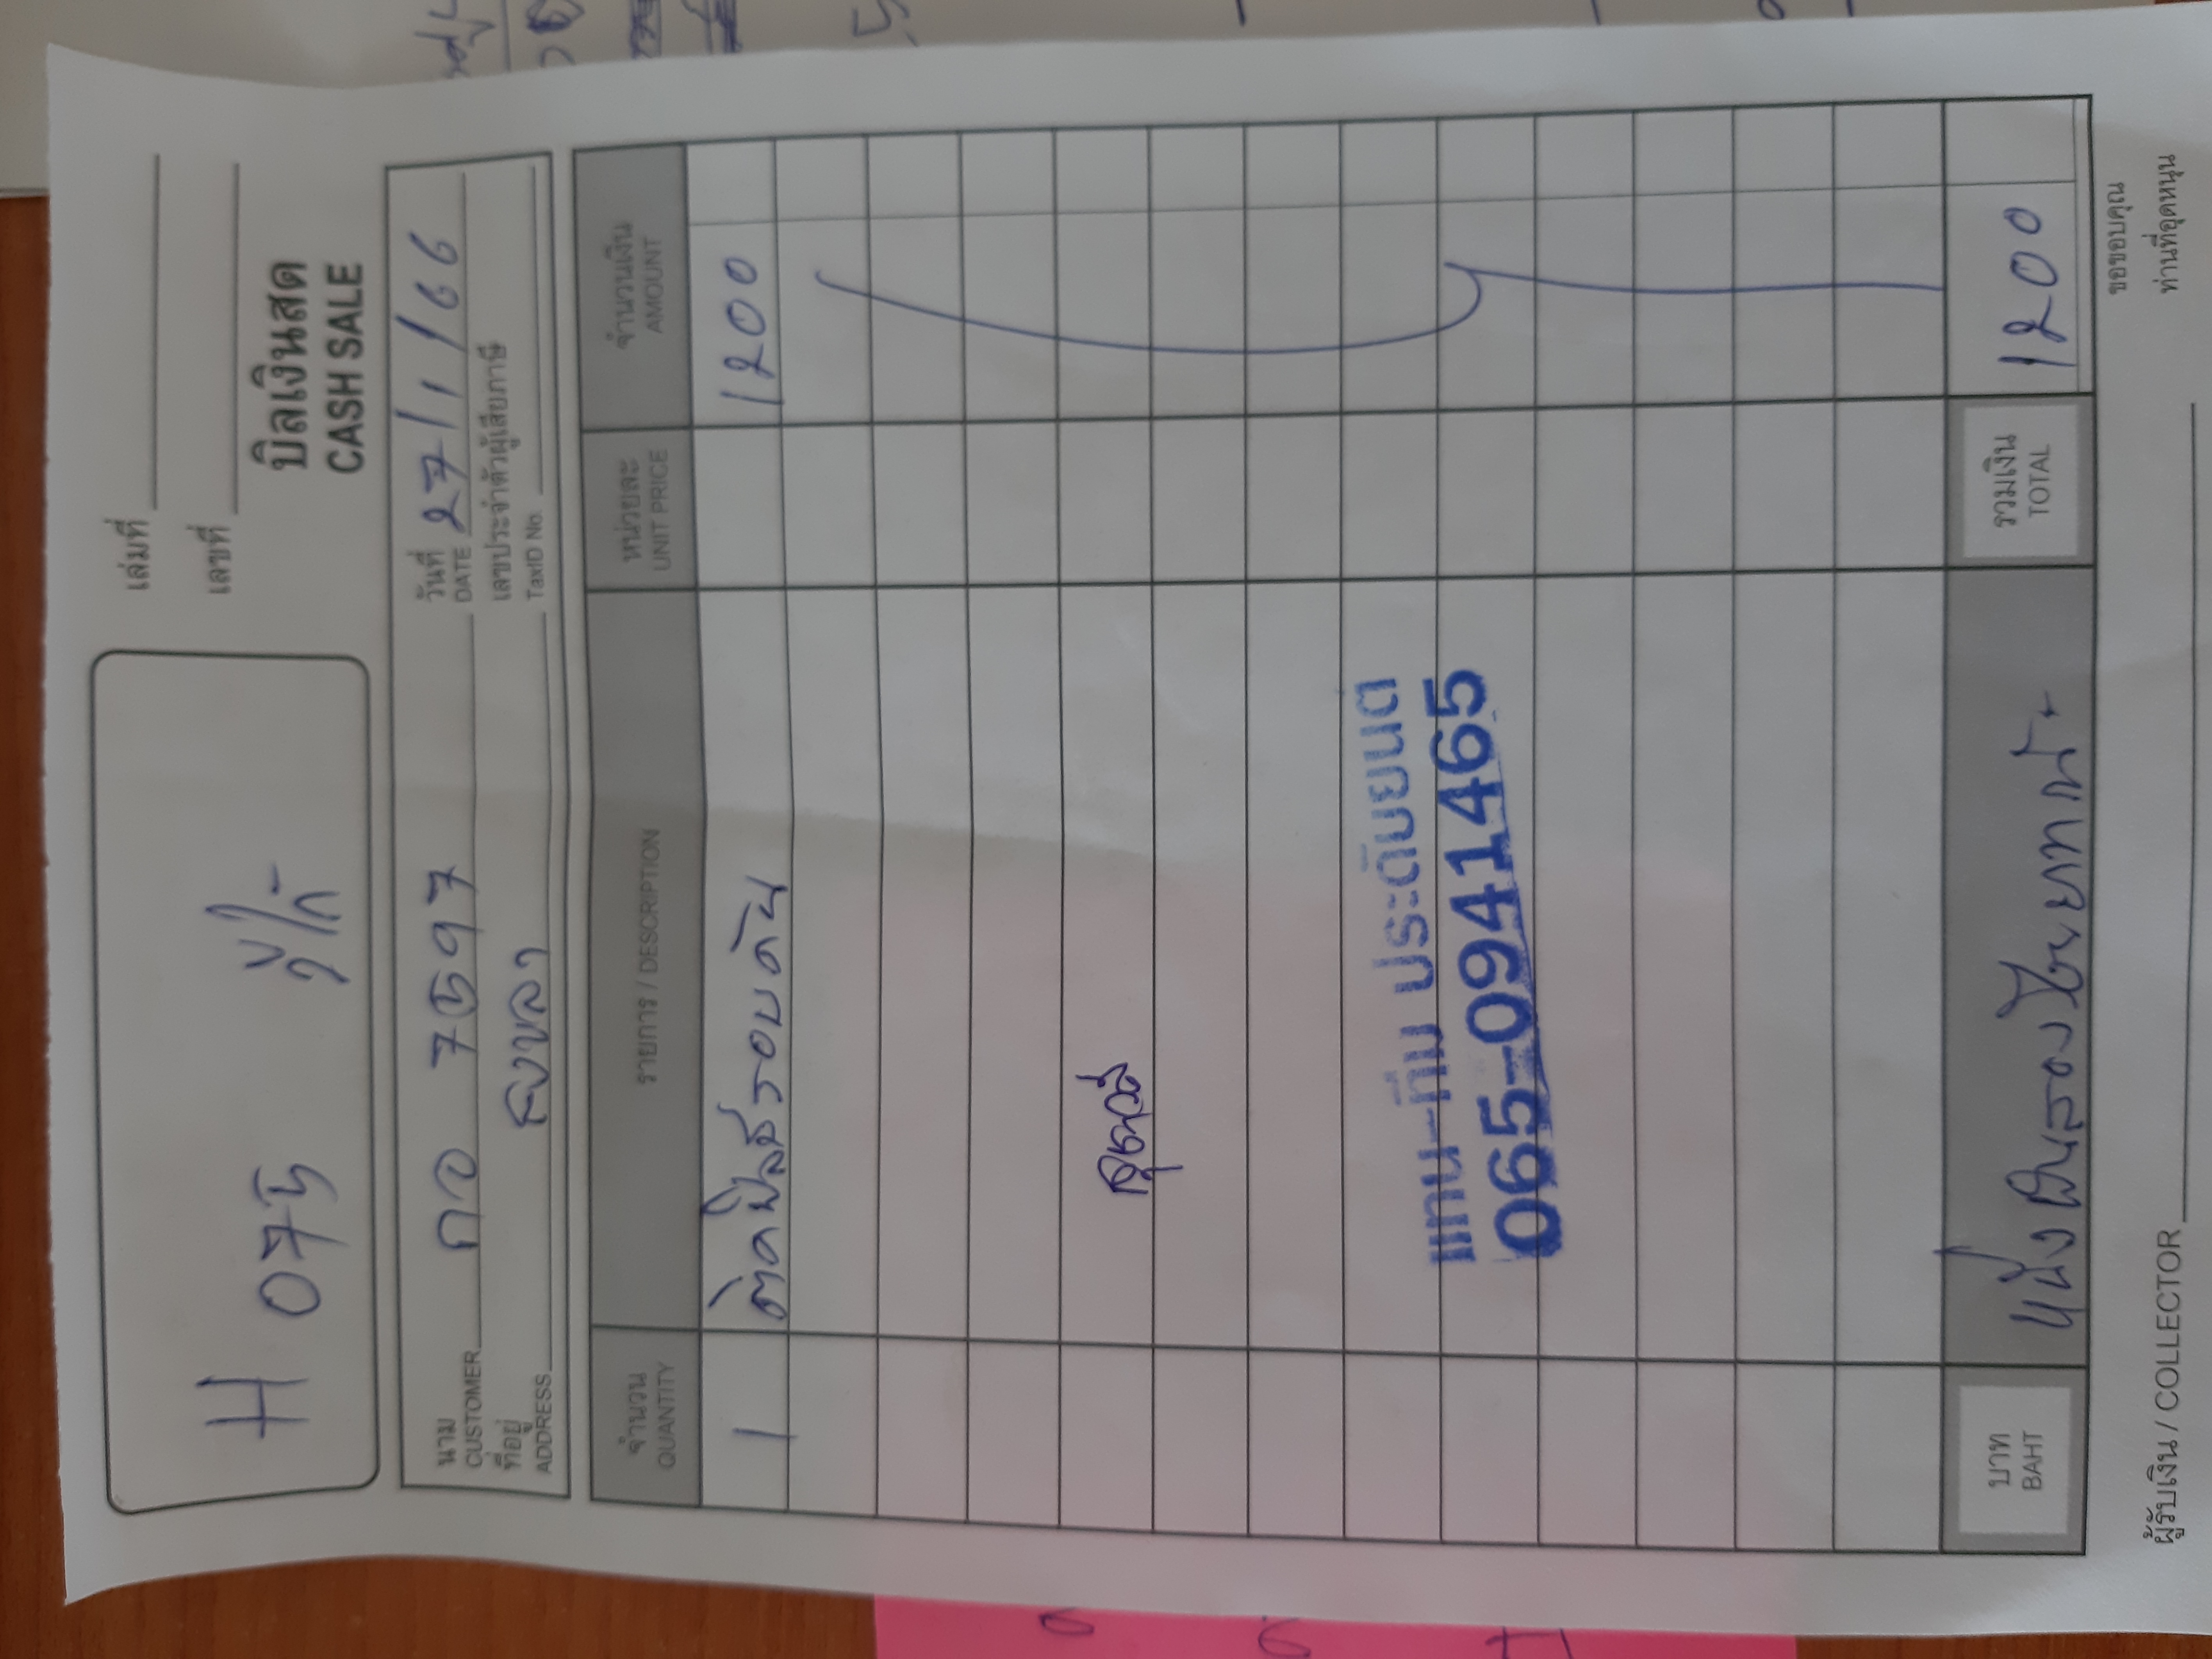 เล่มที่
เลขที่
บิลเงินสด
CASH SALE
H 075
นาม
CUSTOMER
กจ 7597
วันที่
DATE
27/1/66
ที่อยู่
ADDRESS
สงขลา
เลขประจำตัวผู้เสียภาษี
TaxID No.
จำนวน
QUANTITY
รายการ / DESCRIPTION
หน่วยละ
UNIT PRICE
จำนวนเงิน
AMOUNT
1 ติดฟิล์มรอบคัน 1200
แทน-ทีม ประดับยนต์
065-0941465
บาท
BAHT
หนึ่งพันสองร้อยบาทถ้วน
รวมเงิน
TOTAL
1200
ผู้รับเงิน / COLLECTOR
ขอขอบคุณ
ท่านที่อุดหนุน